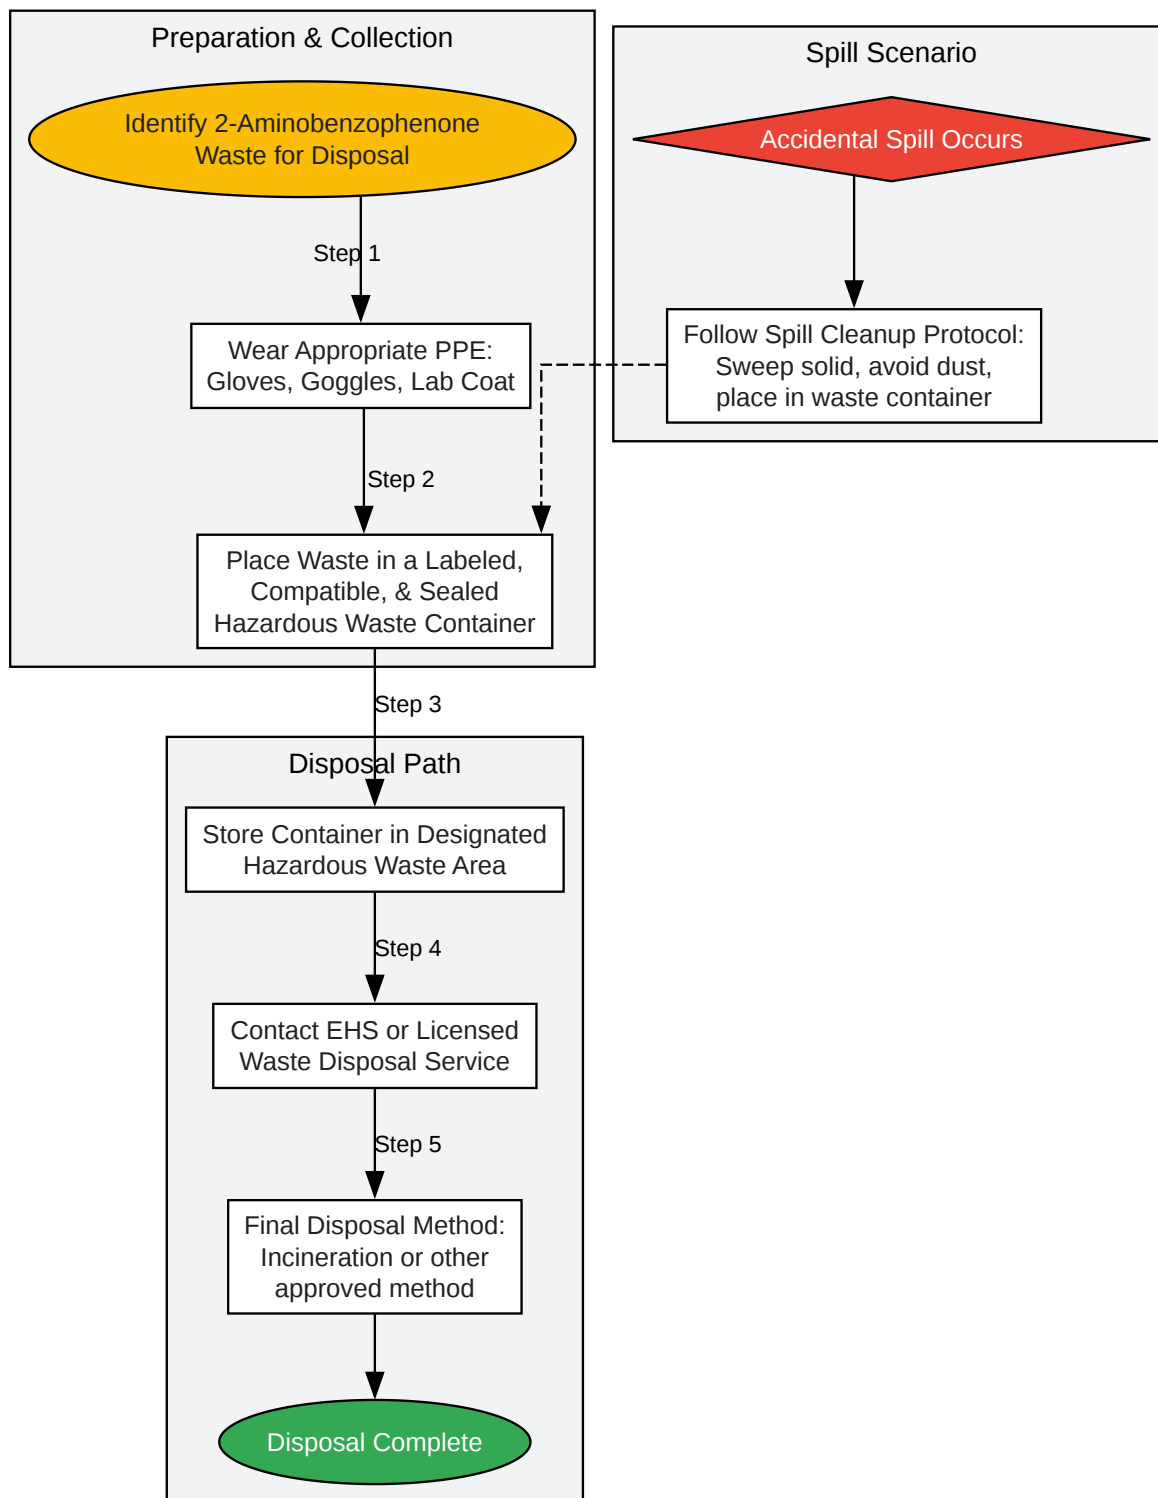 Preparation & Collection
Identify 2-Aminobenzophenone
Waste for Disposal
Step 1
Wear Appropriate PPE:
Gloves, Goggles, Lab Coat
Step 2
Place Waste in a Labeled,
Compatible, & Sealed
Hazardous Waste Container
Spill Scenario
Accidental Spill Occurs
Follow Spill Cleanup Protocol:
Sweep solid, avoid dust,
place in waste container
Step 3
Disposal Path
Store Container in Designated
Hazardous Waste Area
Step 4
Contact EHS or Licensed
Waste Disposal Service
Step 5
Final Disposal Method:
Incineration or other
approved method
Disposal Complete